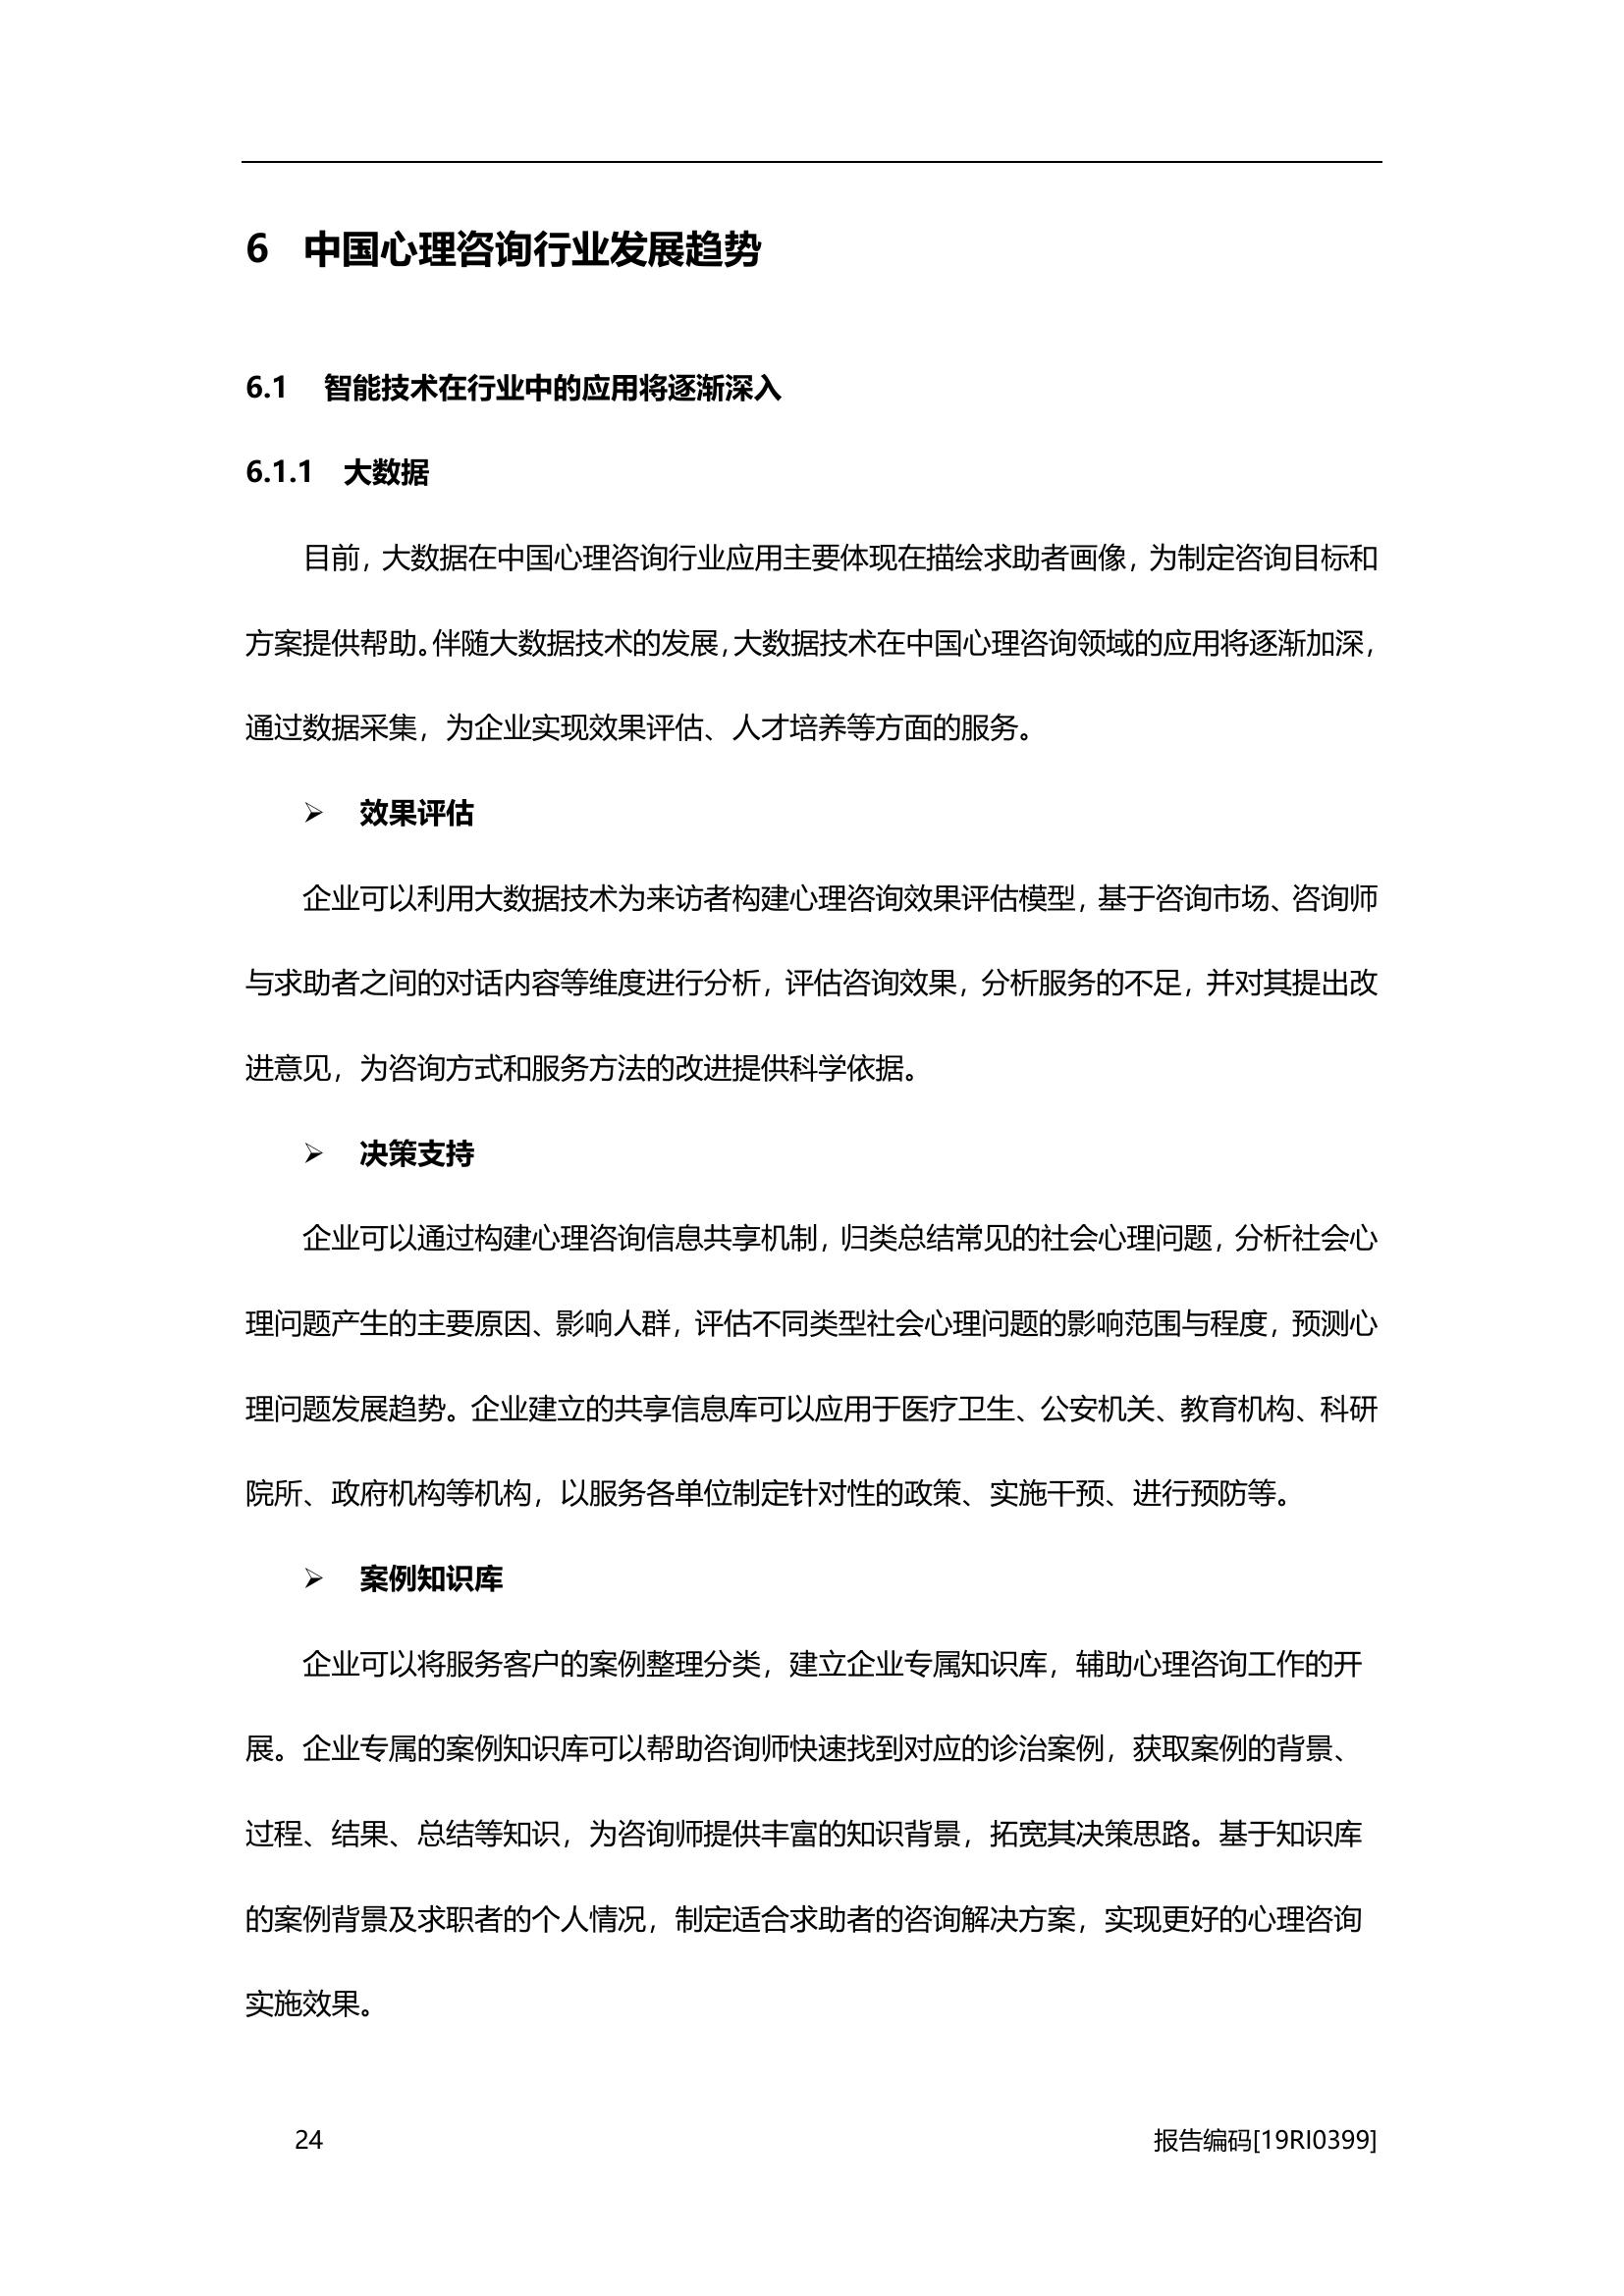 6 中国心理咨询行业发展趋势
6.1 智能技术在行业中的应用将逐渐深入
6.1.1 大数据
目前，大数据在中国心理咨询行业应用主要体现在描绘求助者画像，为制定咨询目标和
方案提供帮助。伴随大数据技术的发展，大数据技术在中国心理咨询领域的应用将逐渐加深，
通过数据采集，为企业实现效果评估、人才培养等方面的服务。
➢ 效果评估
企业可以利用大数据技术为来访者构建心理咨询效果评估模型，基于咨询市场、咨询师
与求助者之间的对话内容等维度进行分析，评估咨询效果，分析服务的不足，并对其提出改
进意见，为咨询方式和服务方法的改进提供科学依据。
➢ 决策支持
企业可以通过构建心理咨询信息共享机制，归类总结常见的社会心理问题，分析社会心
理问题产生的主要原因、影响人群，评估不同类型社会心理问题的影响范围与程度，预测心
理问题发展趋势。企业建立的共享信息库可以应用于医疗卫生、公安机关、教育机构、科研
院所、政府机构等机构，以服务各单位制定针对性的政策、实施干预、进行预防等。
➢ 案例知识库
企业可以将服务客户的案例整理分类，建立企业专属知识库，辅助心理咨询工作的开
展。企业专属的案例知识库可以帮助咨询师快速找到对应的诊治案例，获取案例的背景、
过程、结果、总结等知识，为咨询师提供丰富的知识背景，拓宽其决策思路。基于知识库
的案例背景及求职者的个人情况，制定适合求助者的咨询解决方案，实现更好的心理咨询
实施效果。
24 报告编码[19RI0399]